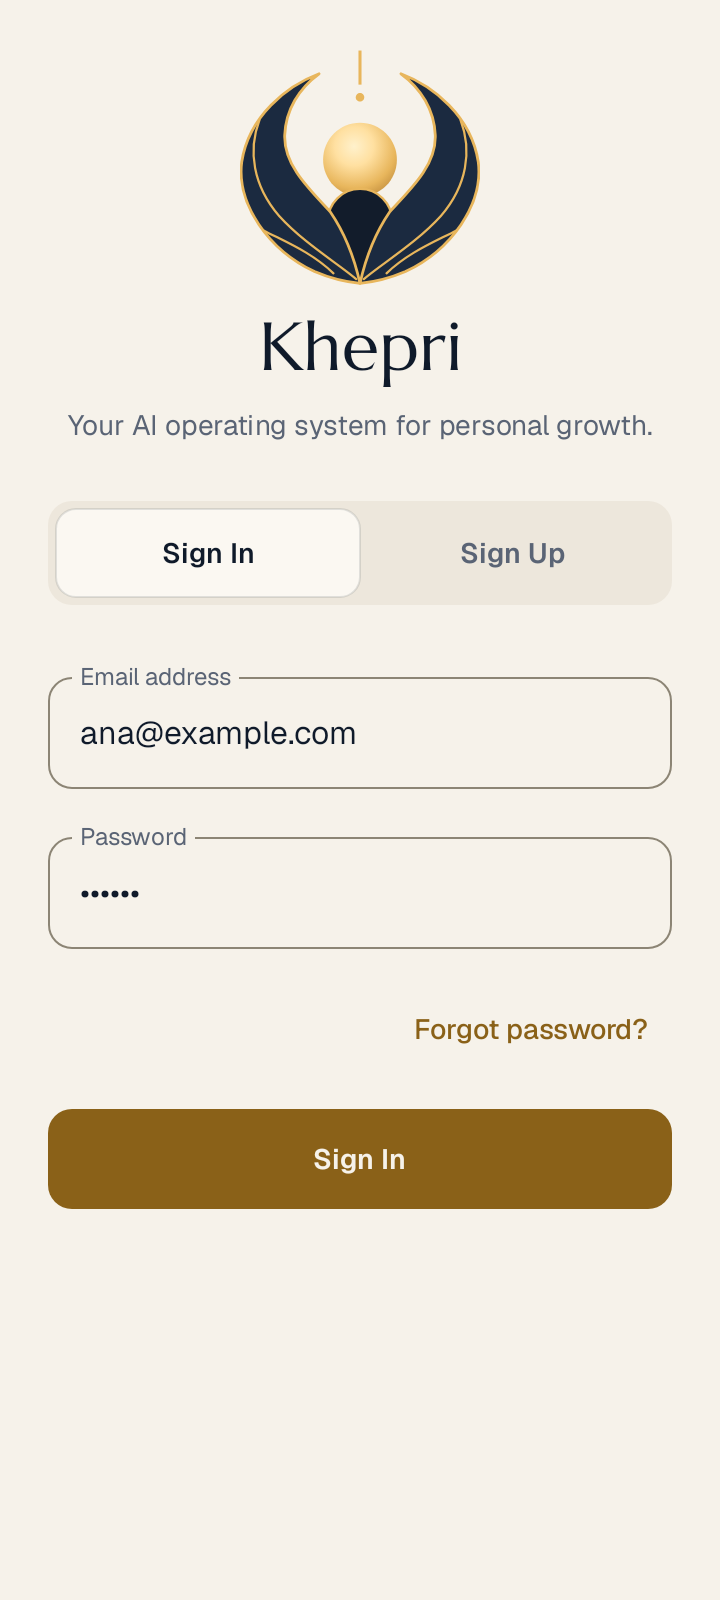 Khepri
Your AI operating system for personal growth.
Sign In
Sign Up
Email address
ana@example.com
Password
••••••
Forgot password?
Sign In